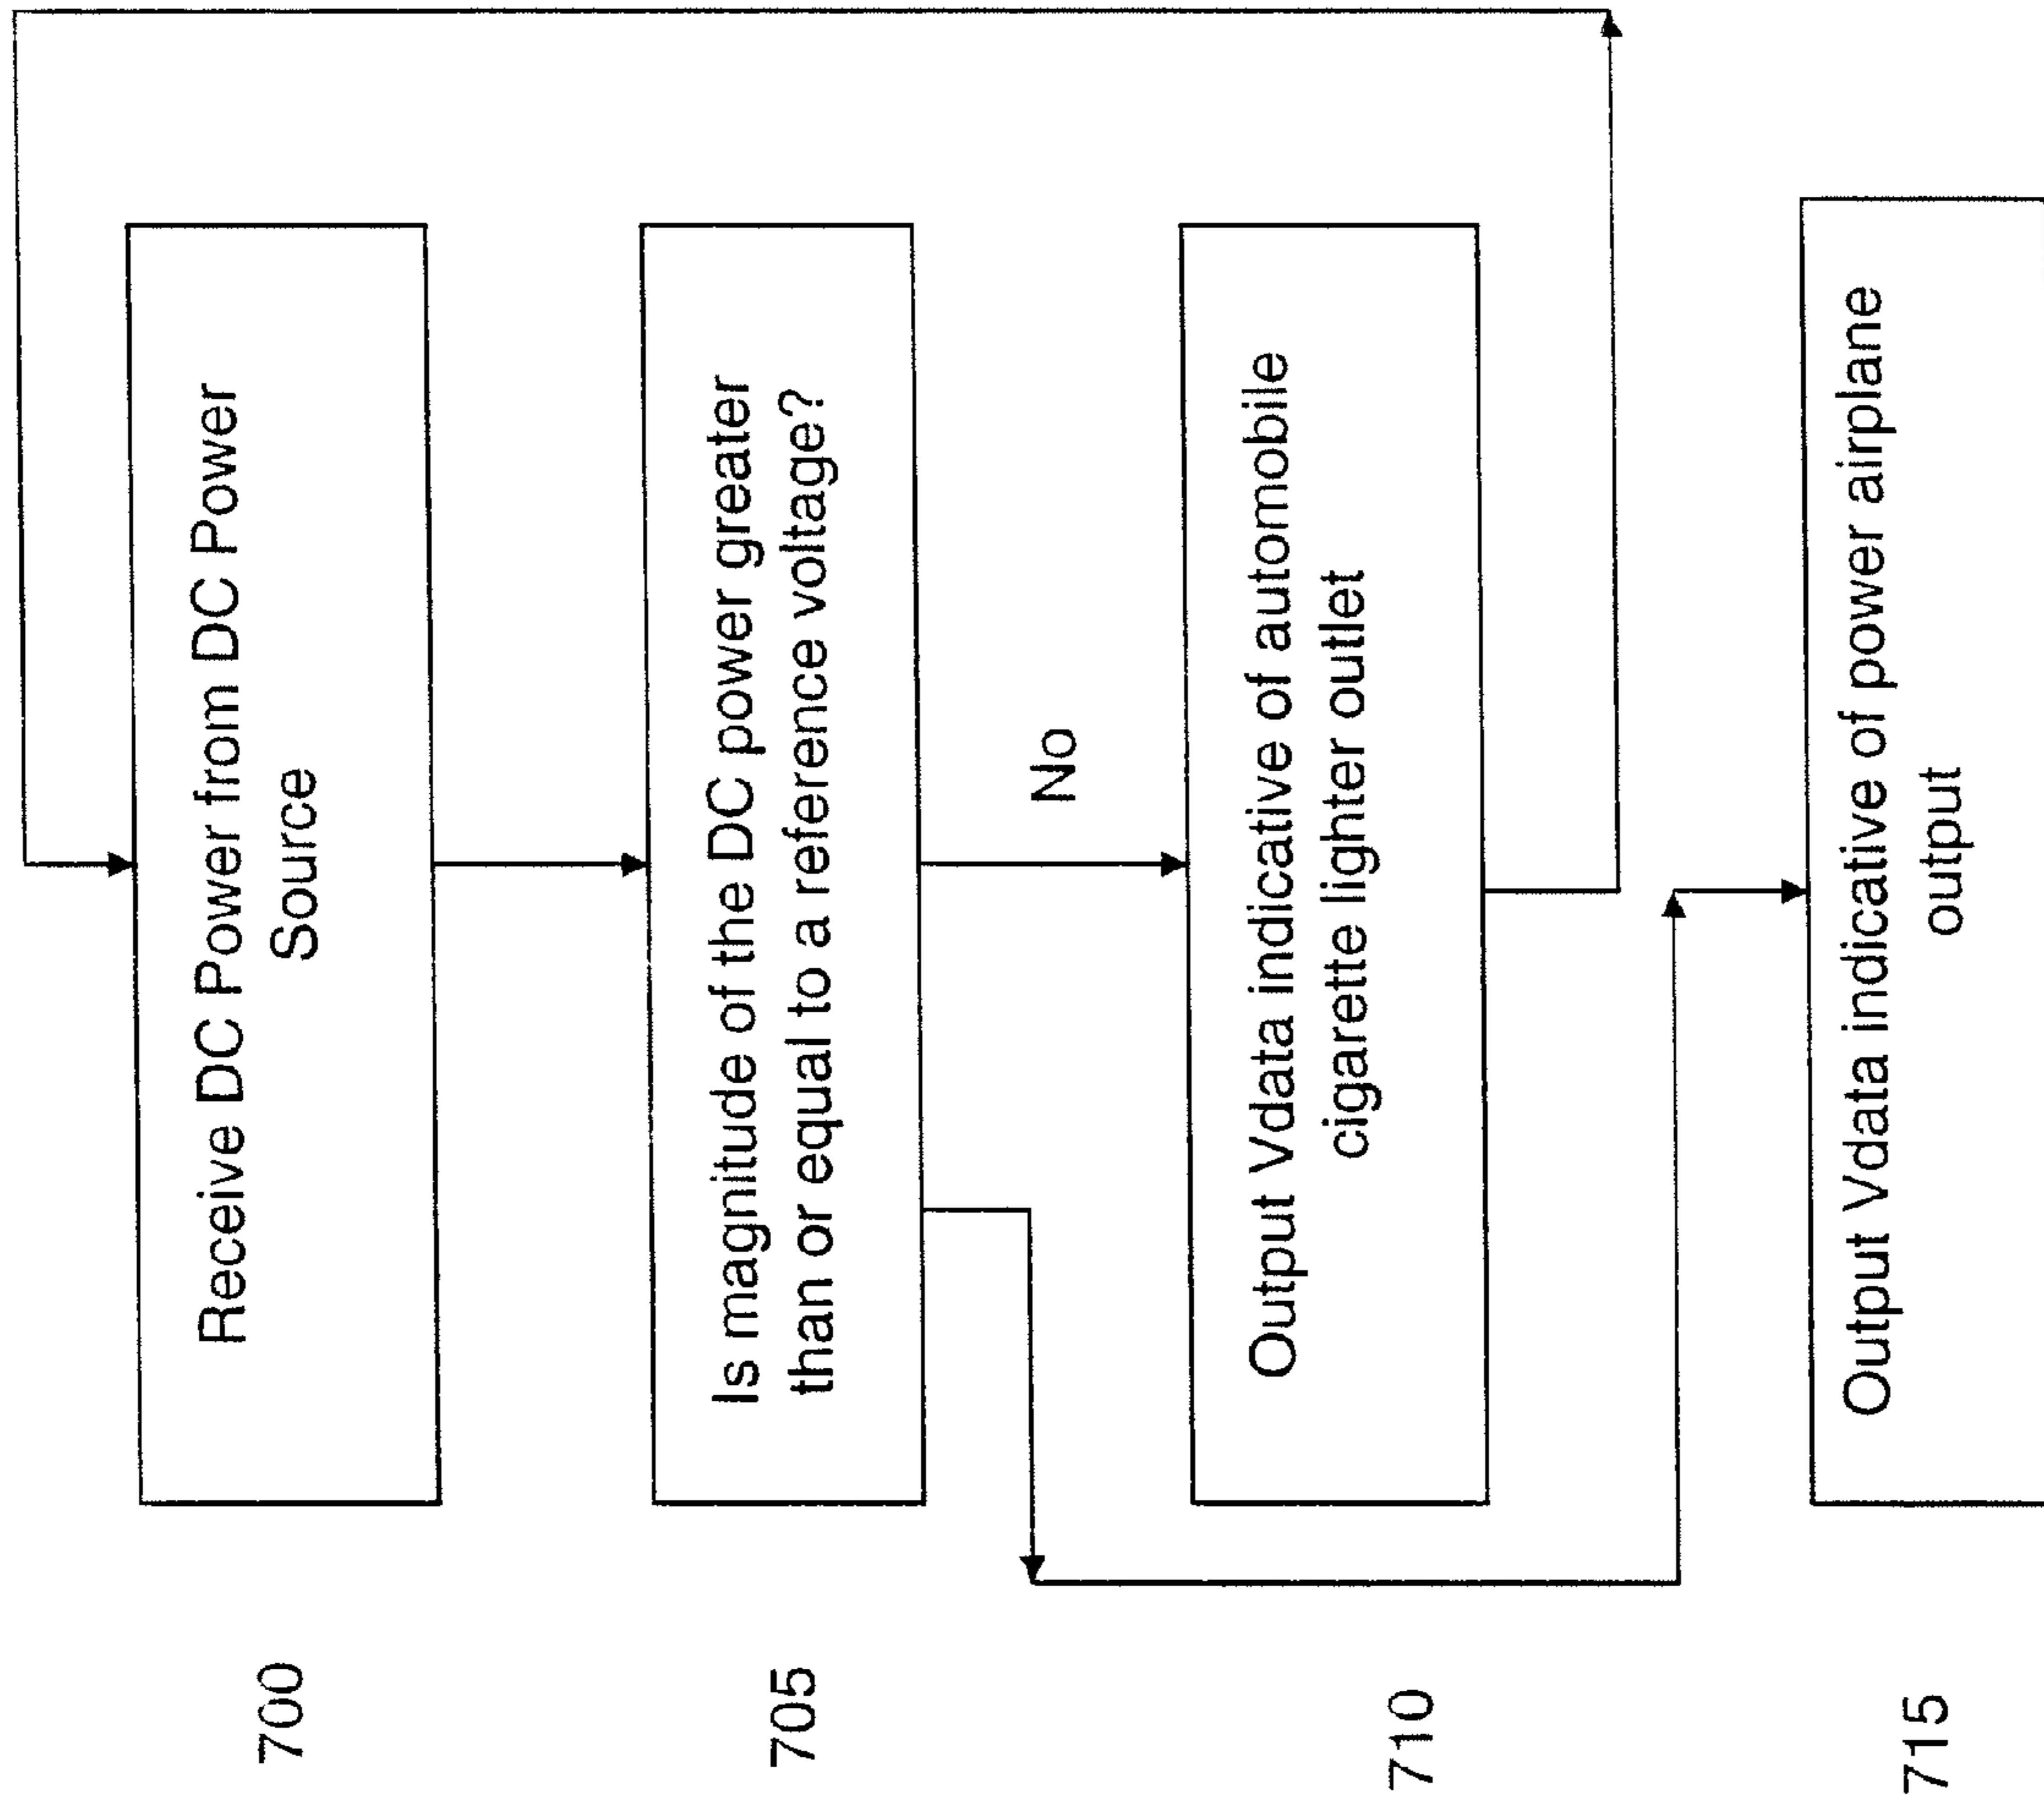 700
Receive DC Power from DC Power
Source
705
Is magnitude of the DC power greater
than or equal to a reference voltage?
No
710
Output Vdata indicative of automobile
cigarette lighter outlet
715
Output Vdata indicative of power airplane
output